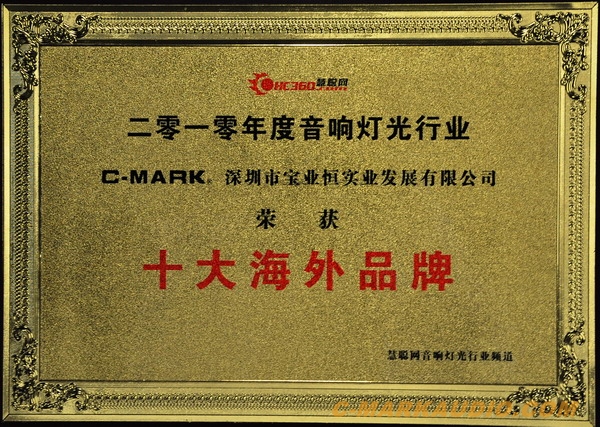 HC360慧聪网
二零一零年度音响灯光行业
C-MARK® 深圳市宝业恒实业发展有限公司
荣 获
十大海外品牌
慧聪网音响灯光行业频道